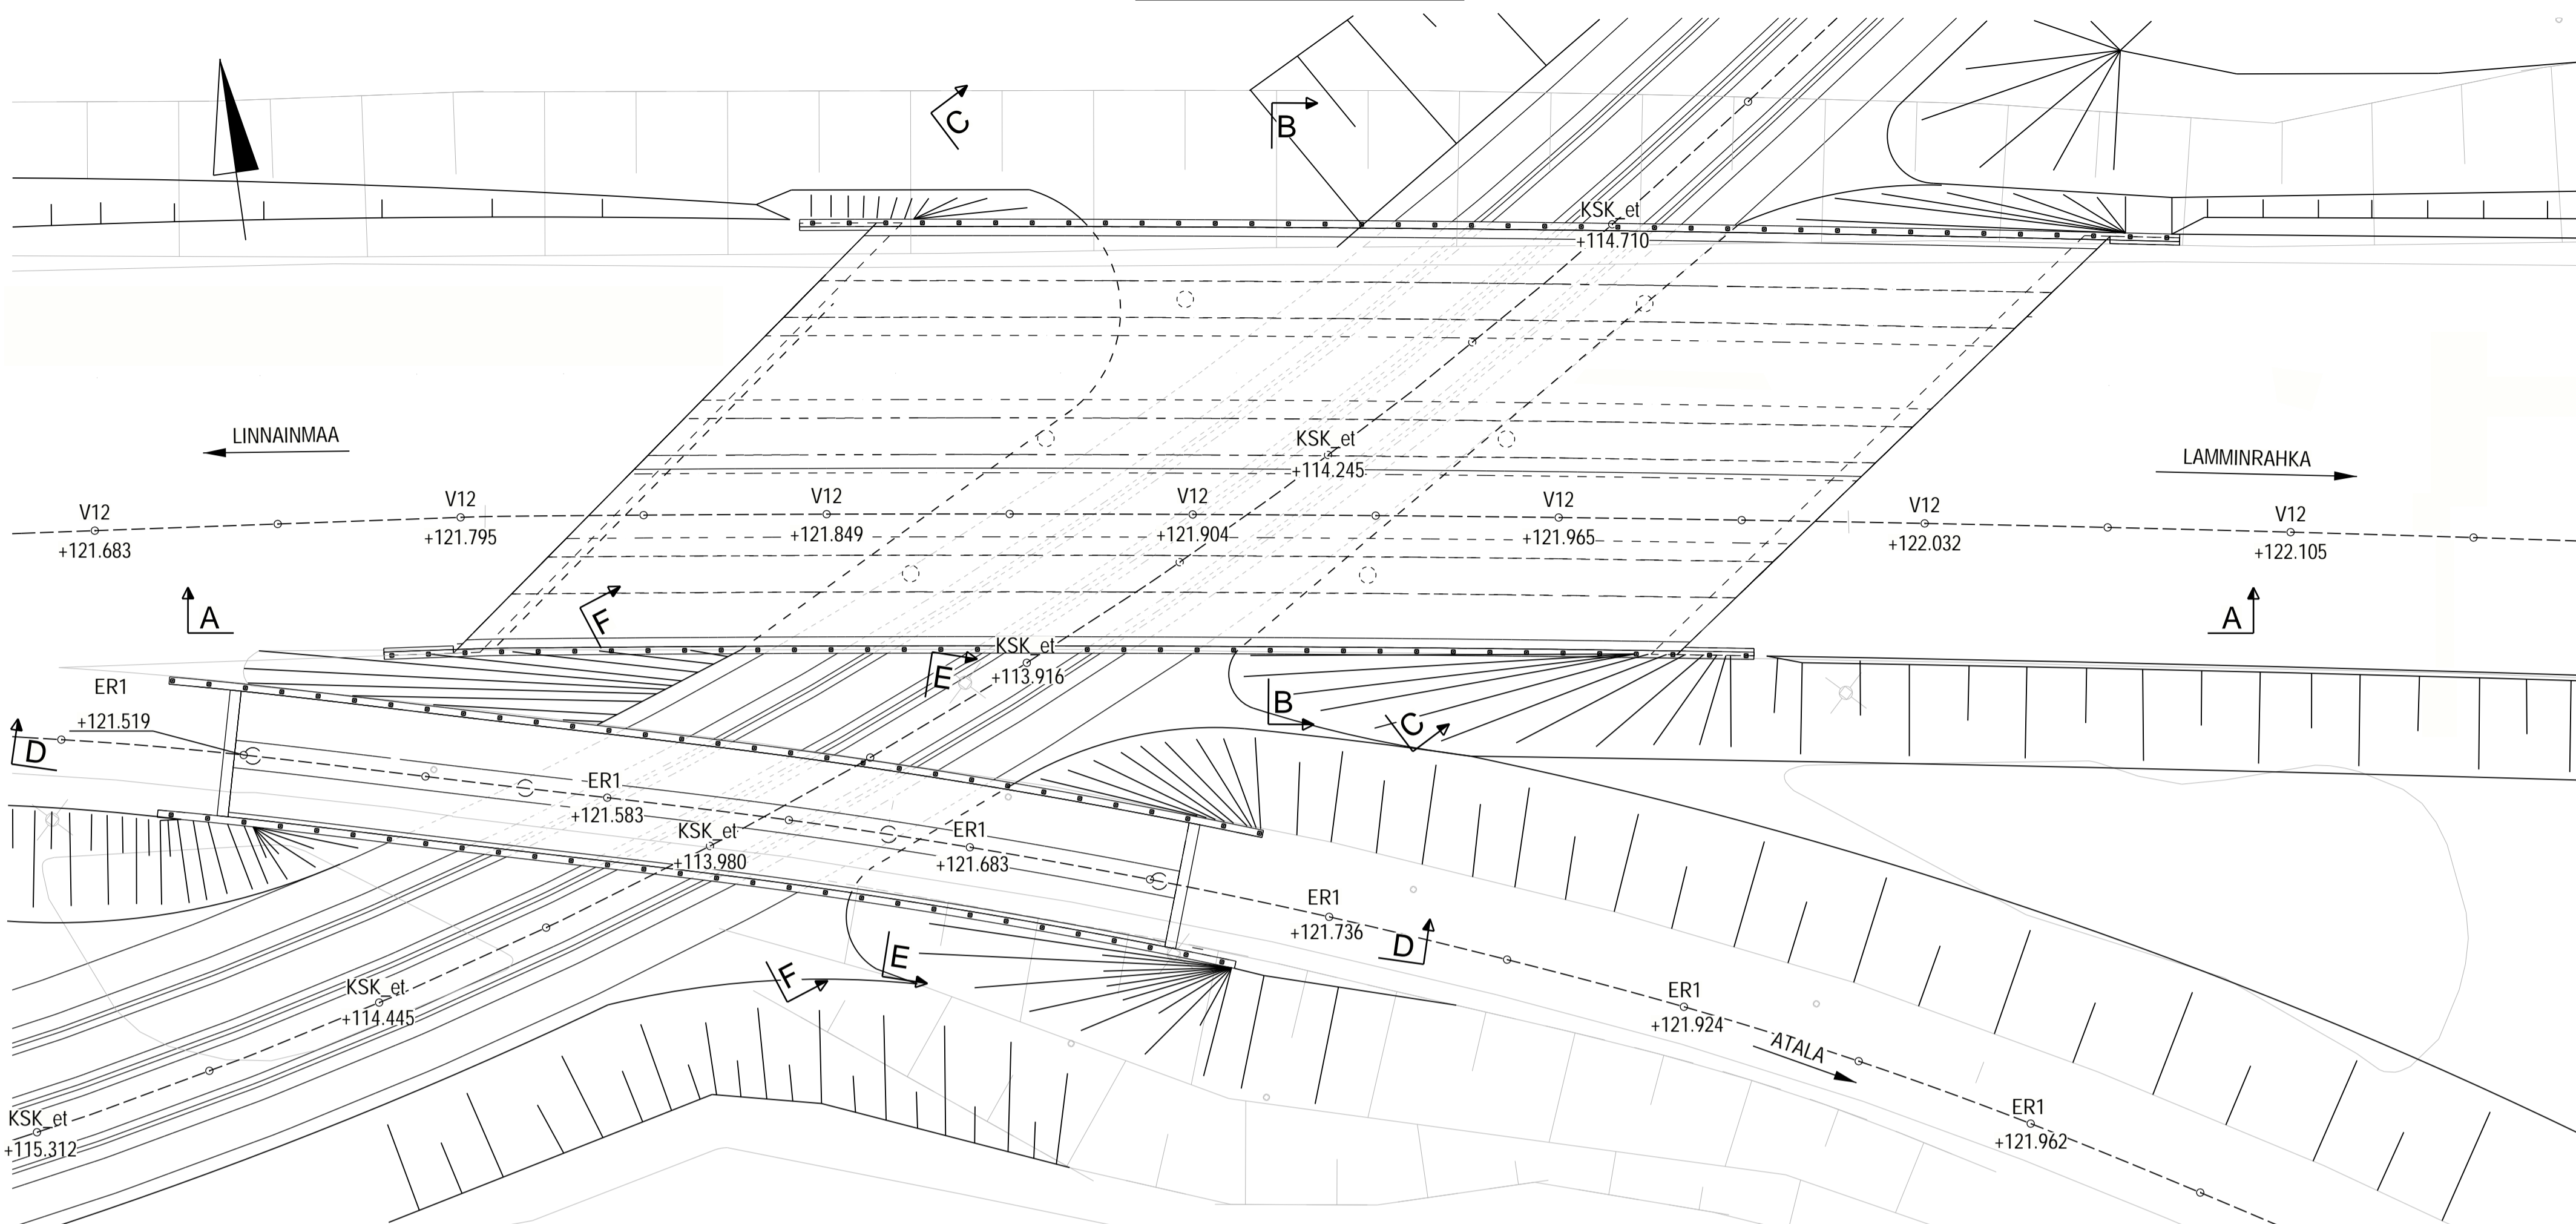 C
B
KSK_et
+114.710
LINNAINMAA
KSK_et
+114.245
LAMMINRAHKA
V12
+121.683
V12
+121.795
V12
+121.849
V12
+121.904
V12
+121.965
V12
+122.032
V12
+122.105
A
F
A
KSK_et
+113.916
E
ER1
+121.519
B
C
D
ER1
+121.583
KSK_et
+113.980
ER1
+121.683
ER1
+121.736
D
E
F
KSK_et
+114.445
ER1
+121.924
ATALA
KSK_et
+115.312
ER1
+121.962